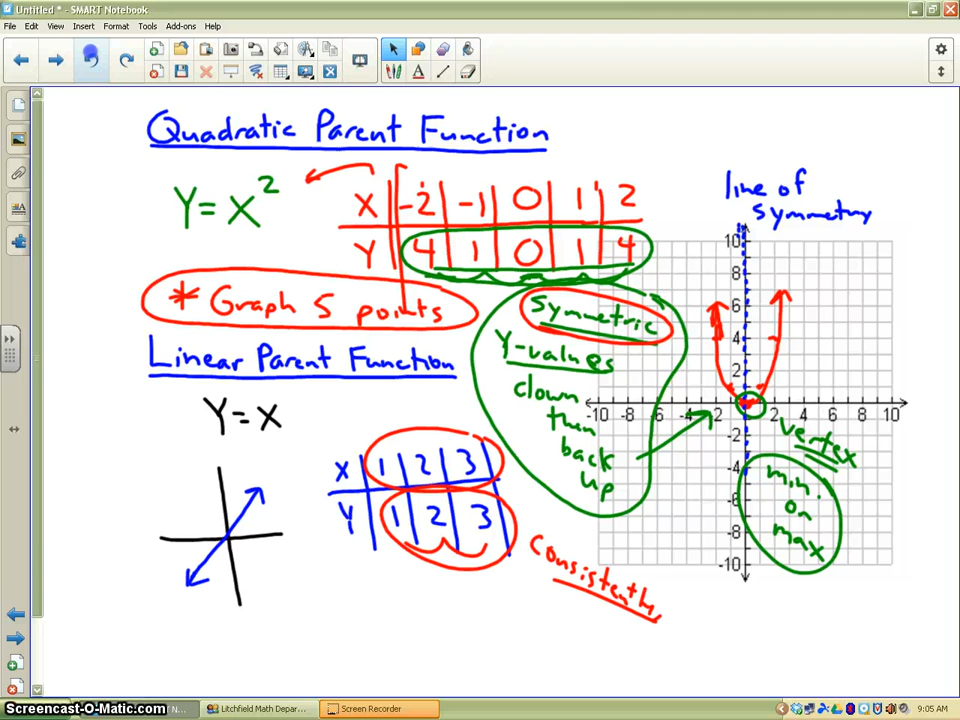 Untitled * - SMART Notebook
File Edit View Insert Format Tools Add-ons Help
Quadratic Parent Function
Y = X²
X -2 -1 0 1 2
Y 4 1 0 1 4
* Graph 5 points
Linear Parent Function
Y = X
X 1 2 3
Y 1 2 3
Consistently
Symmetric
Y-values
down
then
back
up
line of
symmetry
10
8
6
4
2
-10 -8 -6 -4 -2 2 4 6 8 10
-2
-4
-6
-8
-10
vertex
min.
or
max
Screencast-O-Matic.com
Litchfield Math Depar...
Screen Recorder
9:05 AM